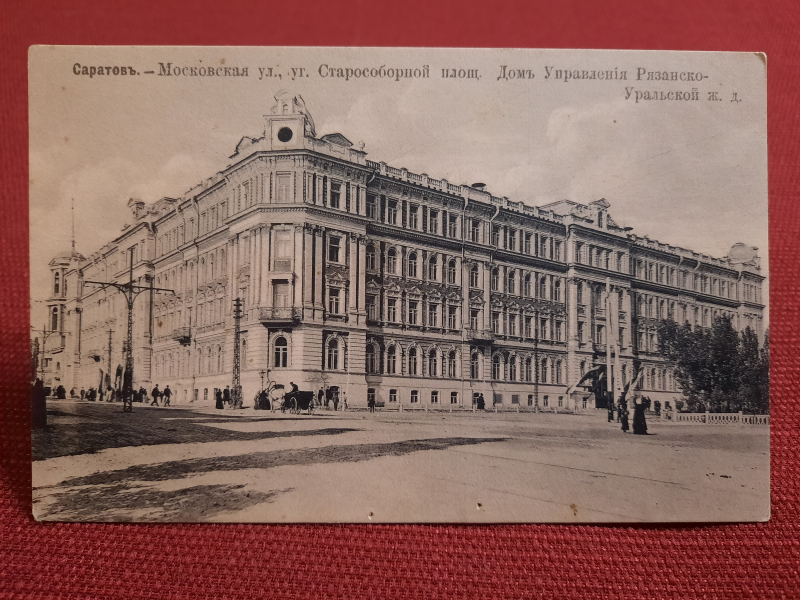 Саратовъ. — Московская ул., уг. Старособорной площ. Домъ Управленія Рязанско-
Уральской ж. д.